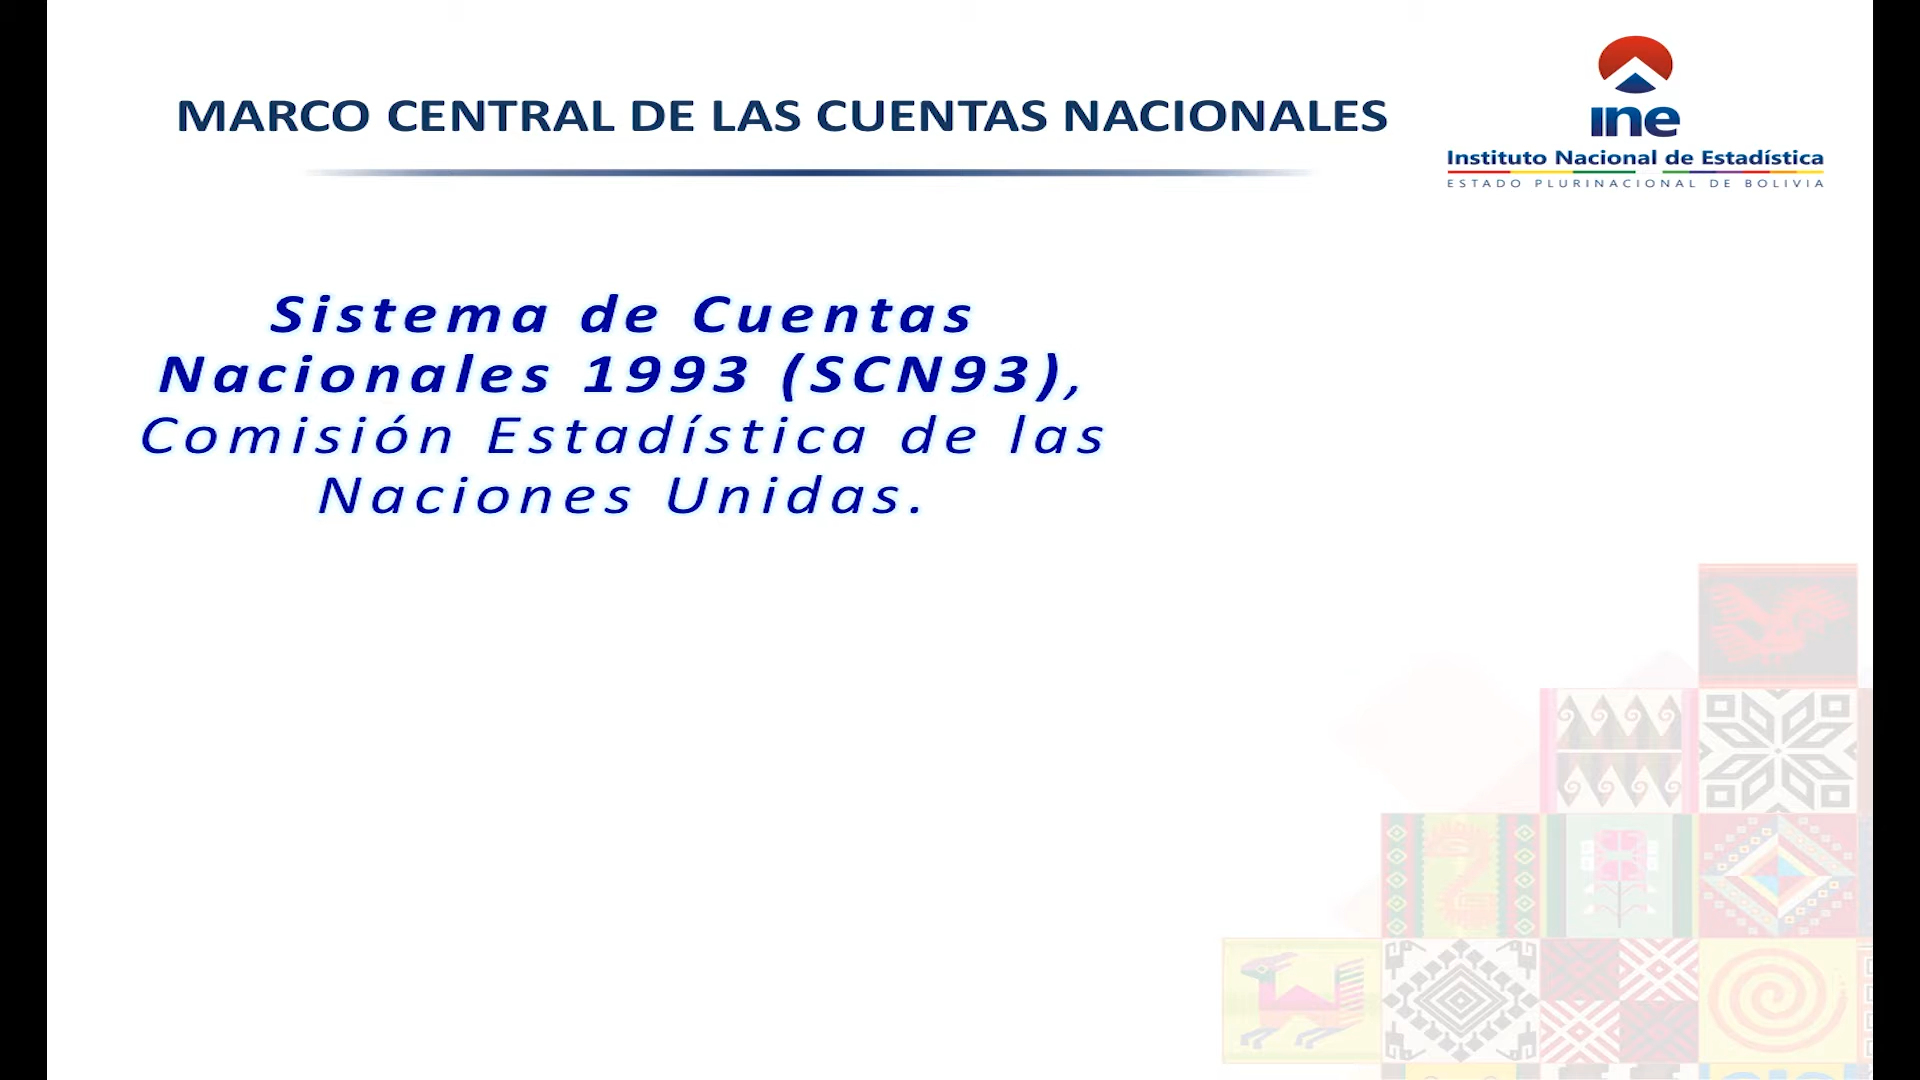 MARCO CENTRAL DE LAS CUENTAS NACIONALES
ine
Instituto Nacional de Estadística
ESTADO PLURINACIONAL DE BOLIVIA
Sistema de Cuentas
Nacionales 1993 (SCN93),
Comisión Estadística de las
Naciones Unidas.